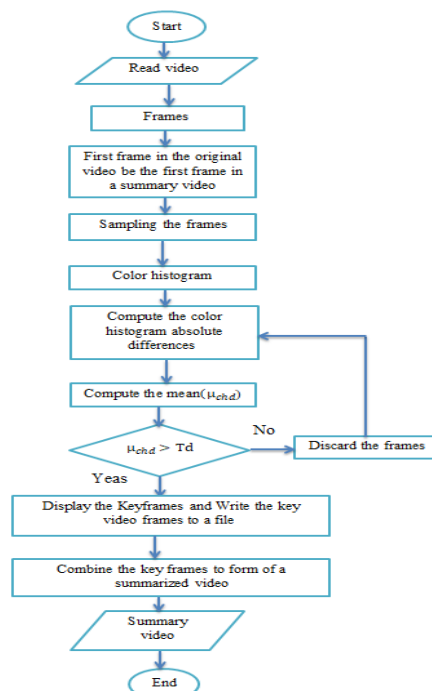 Start
Read video
Frames
First frame in the original
video be the first frame in
a summary video
Sampling the frames
Color histogram
Compute the color
histogram absolute
differences
Compute the mean(μchd)
μchd > Td
No
Discard the frames
Yeas
Display the Keyframes and Write the key
video frames to a file
Combine the key frames to form of a
summarized video
Summary
video
End